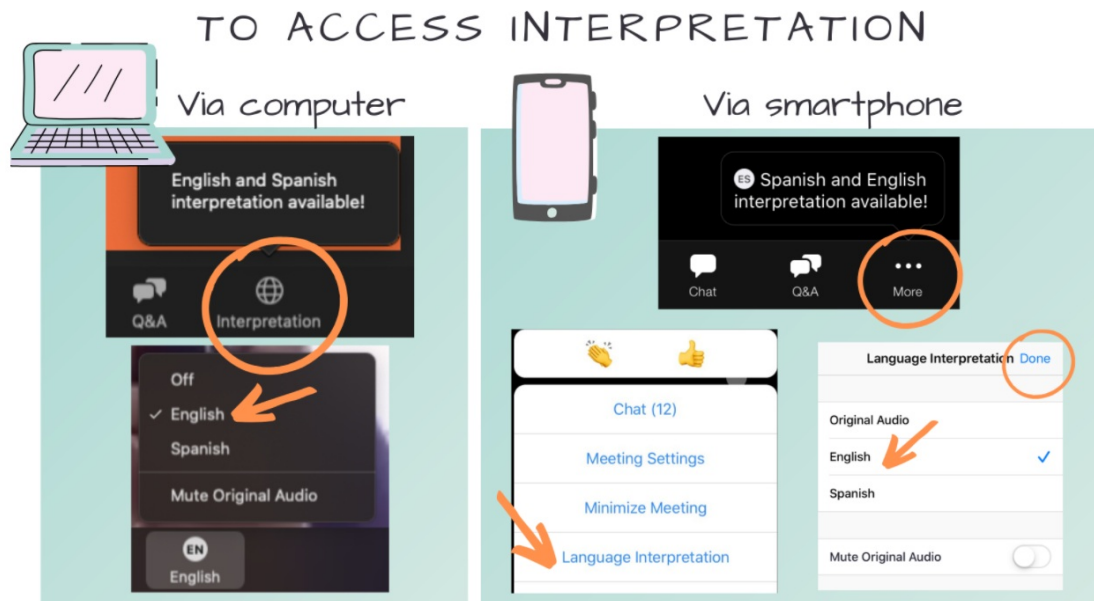 TO ACCESS INTERPRETATION
Via computer
English and Spanish
interpretation available!
Q&A
Interpretation
Off
English
Spanish
Mute Original Audio
EN
English
Via smartphone
ES Spanish and English
interpretation available!
Chat
Q&A
More
Chat (12)
Meeting Settings
Minimize Meeting
Language Interpretation
Language Interpretation Done
Original Audio
English
Spanish
Mute Original Audio